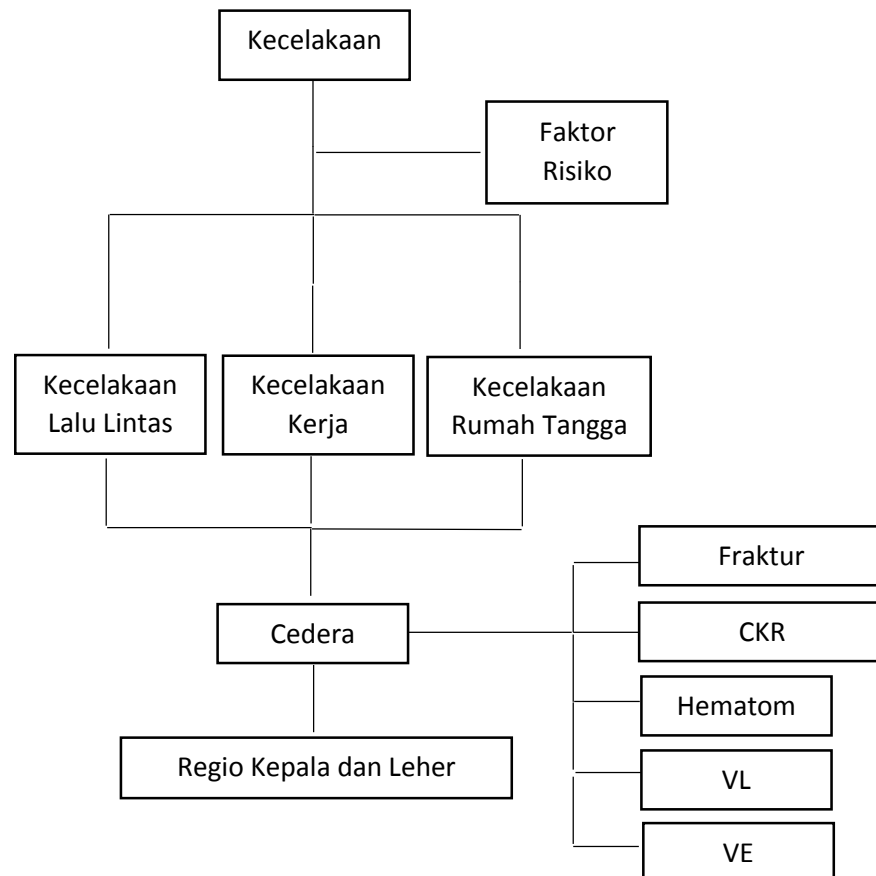 Kecelakaan
Faktor
Risiko
Kecelakaan
Lalu Lintas
Kecelakaan
Kerja
Kecelakaan
Rumah Tangga
Fraktur
Cedera
CKR
Hematom
Regio Kepala dan Leher
VL
VE